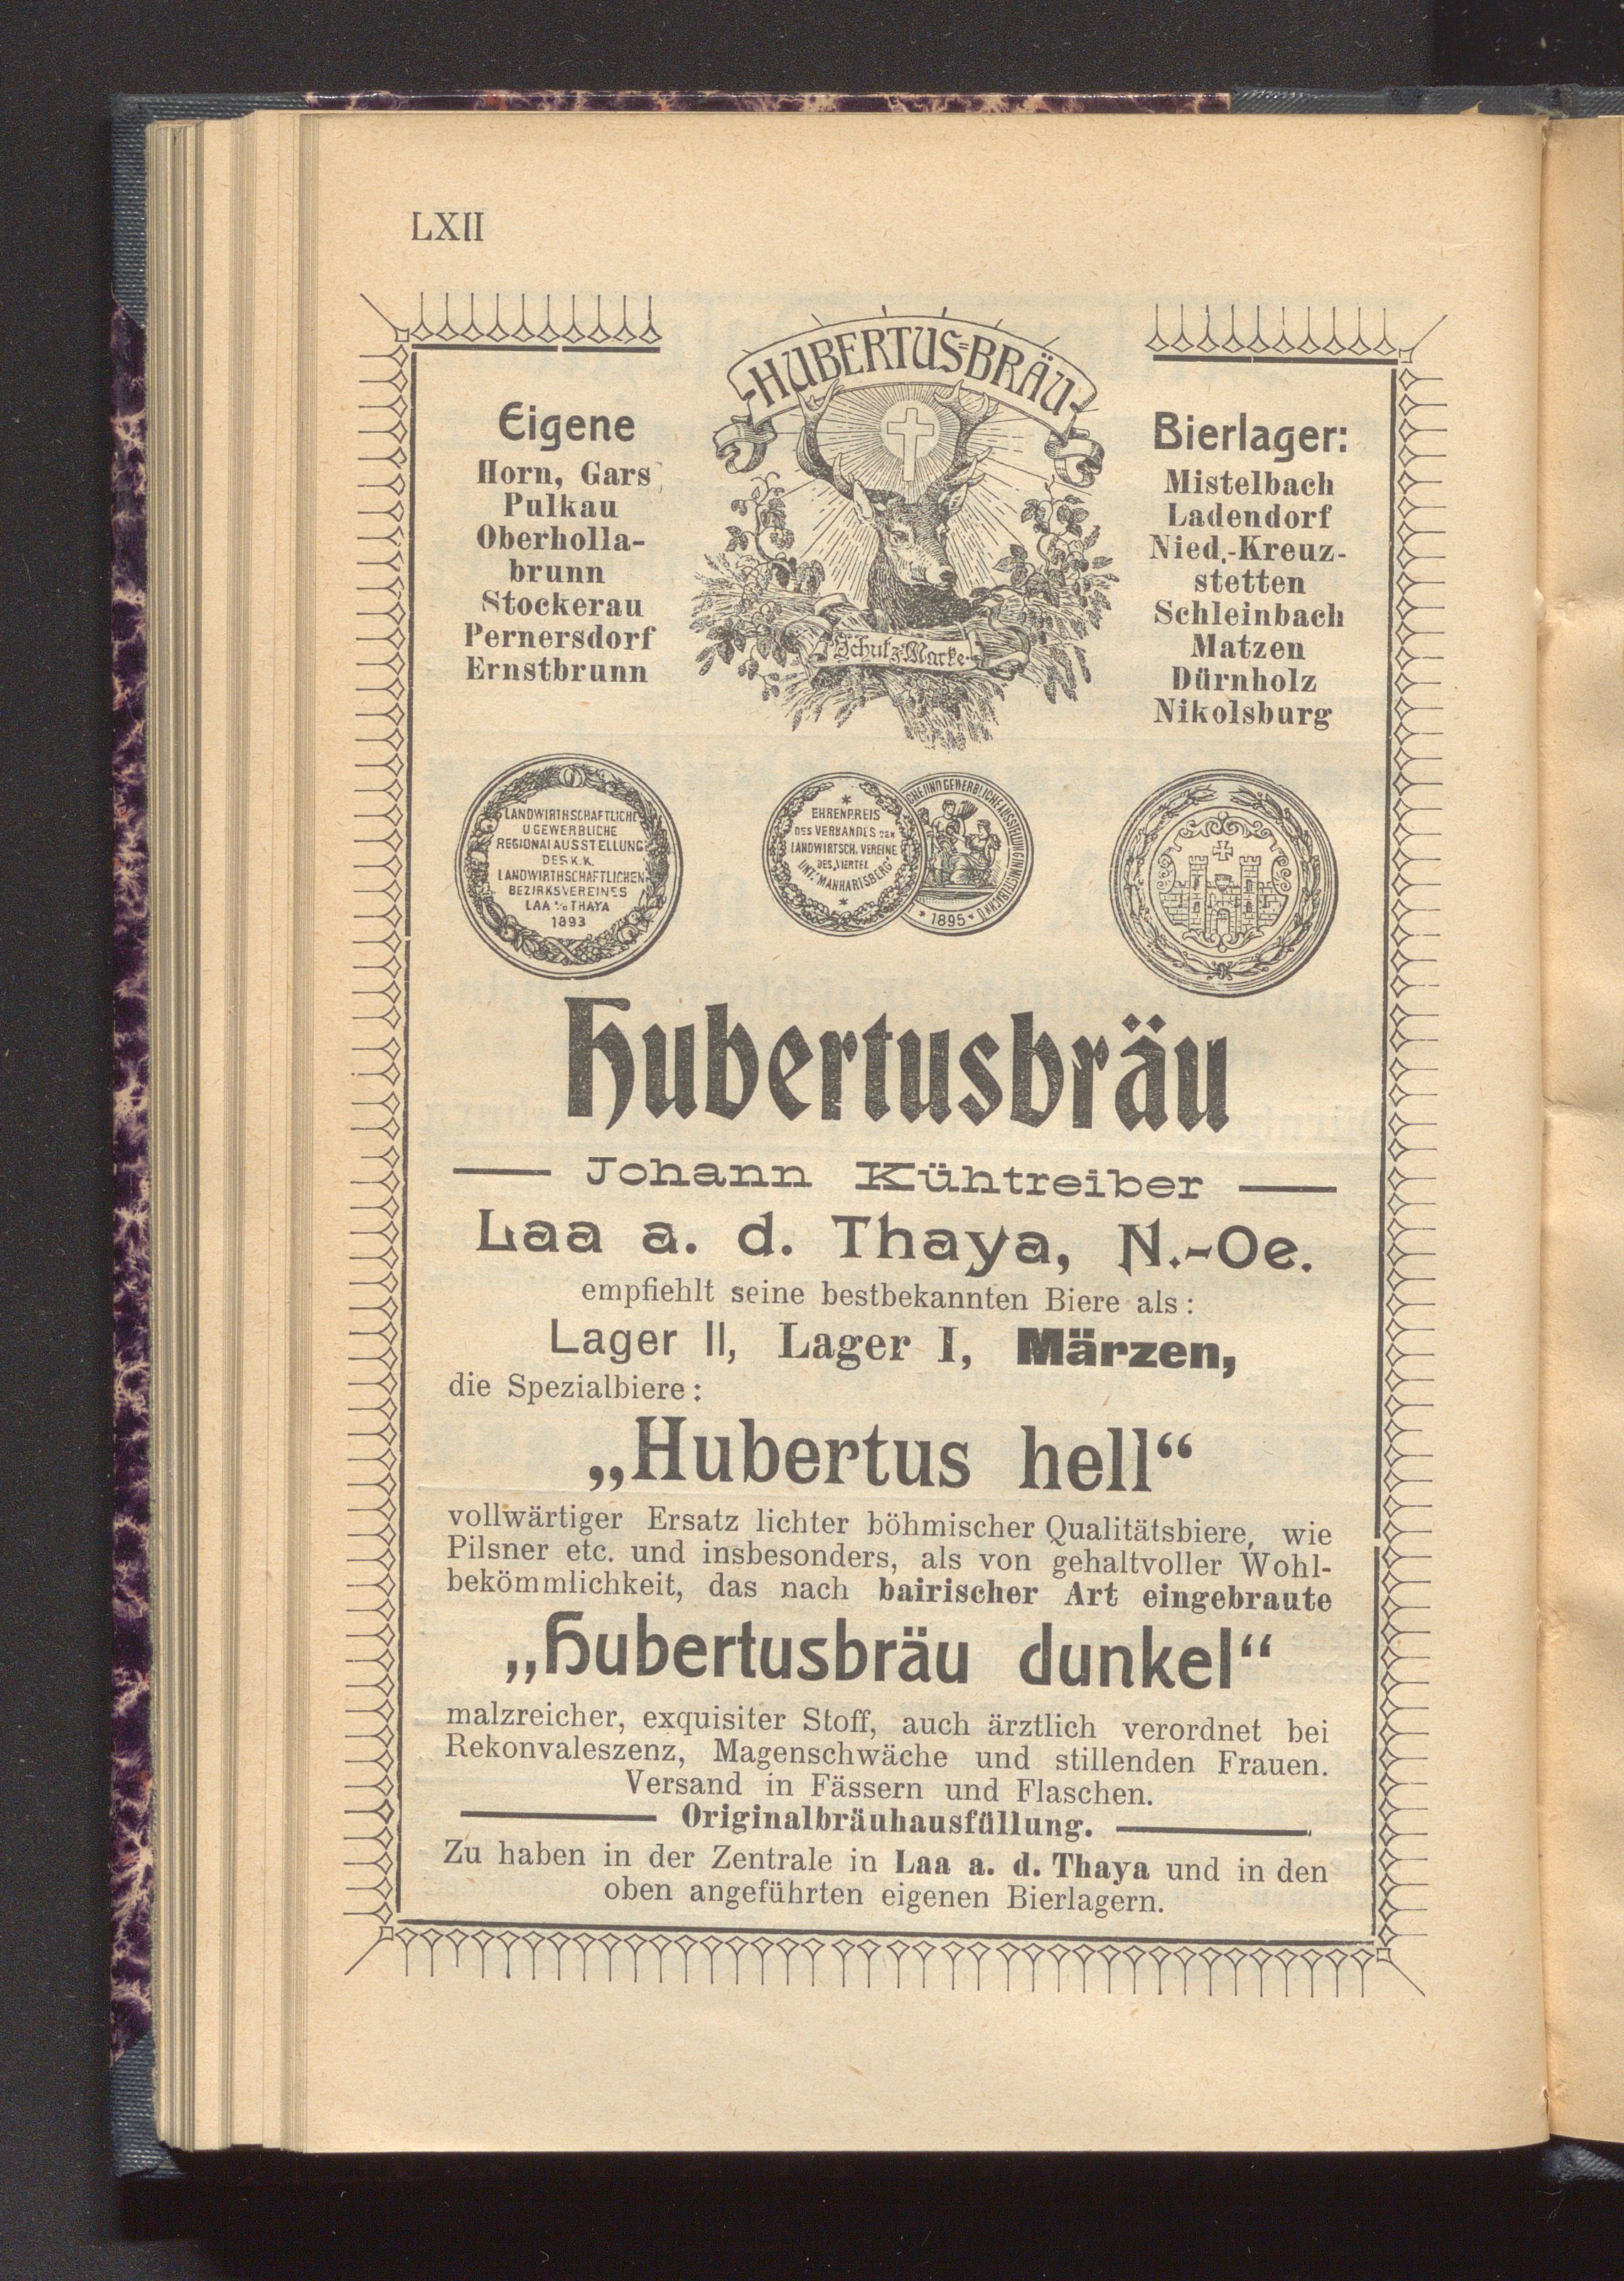 LXII
HUBERTUS=BRÄU
Schutz-Marke
Eigene
Horn, Gars
Pulkau
Oberholla-
brunn
Stockerau
Pernersdorf
Ernstbrunn
Bierlager:
Mistelbach
Ladendorf
Nied.-Kreuz-
stetten
Schleinbach
Matzen
Dürnholz
Nikolsburg
LANDWIRTHSCHAFTLICHE
U GEWERBLICHE
REGIONALAUSSTELLUNG
DES K.K.
LANDWIRTHSCHAFTLICHEN
BEZIRKSVEREINES
LAA a/d THAYA
1893
EHRENPREIS
DES VERBANDES DER
LANDWIRTSCH. VEREINE
DES VIERTEL
UNT. MANHARTSBERG
CHE UND GEWERBLICHE AUSSTELLUNG IN MISTELBACH
* 1895 *
Hubertusbräu
Johann Kühtreiber
Laa a. d. Thaya, N.-Oe.
empfiehlt seine bestbekannten Biere als:
Lager II, Lager I, Märzen,
die Spezialbiere:
„Hubertus hell“
vollwärtiger Ersatz lichter böhmischer Qualitätsbiere, wie
Pilsner etc. und insbesonders, als von gehaltvoller Wohl-
bekömmlichkeit, das nach bairischer Art eingebraute
„Hubertusbräu dunkel“
malzreicher, exquisiter Stoff, auch ärztlich verordnet bei
Rekonvaleszenz, Magenschwäche und stillenden Frauen.
Versand in Fässern und Flaschen.
Originalbräuhausfüllung.
Zu haben in der Zentrale in Laa a. d. Thaya und in den
oben angeführten eigenen Bierlagern.